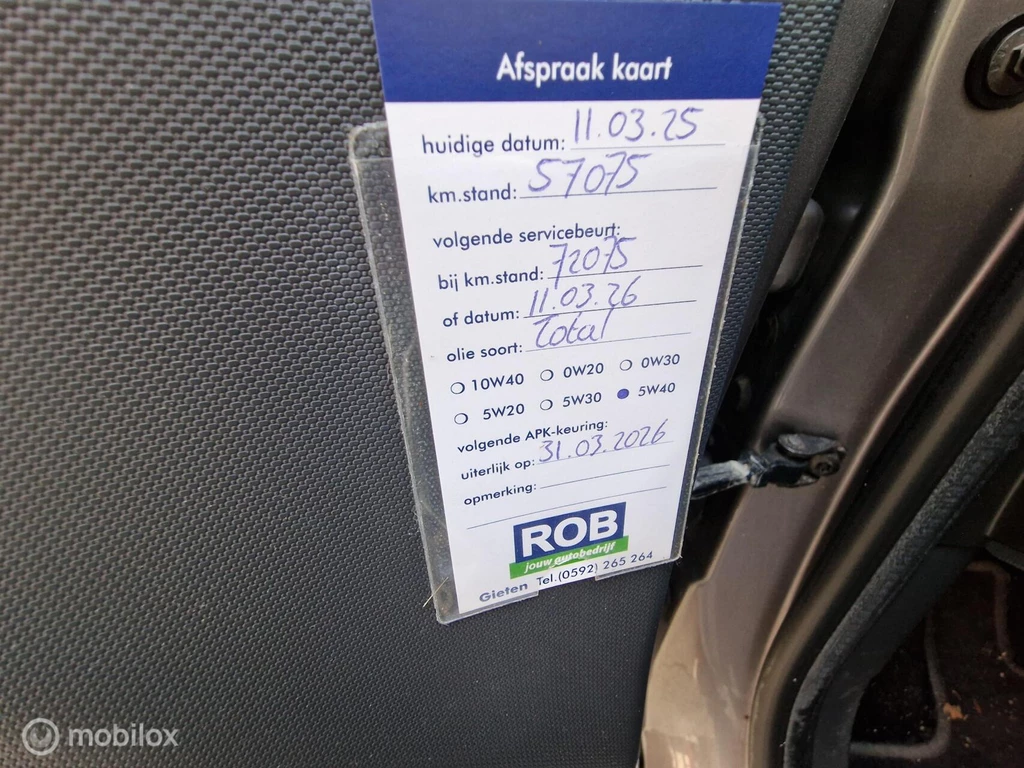 Afspraak kaart
huidige datum: 11.03.25
km.stand: 57075
volgende servicebeurt:
bij km.stand: 72075
of datum: 11.03.26
olie soort: Total
10W40 0W20 0W30
5W20 5W30 5W40
volgende APK-keuring:
uiterlijk op: 31.03.2026
opmerking:
ROB
jouw autobedrijf
Gieten Tel.(0592) 265 264
mobilox